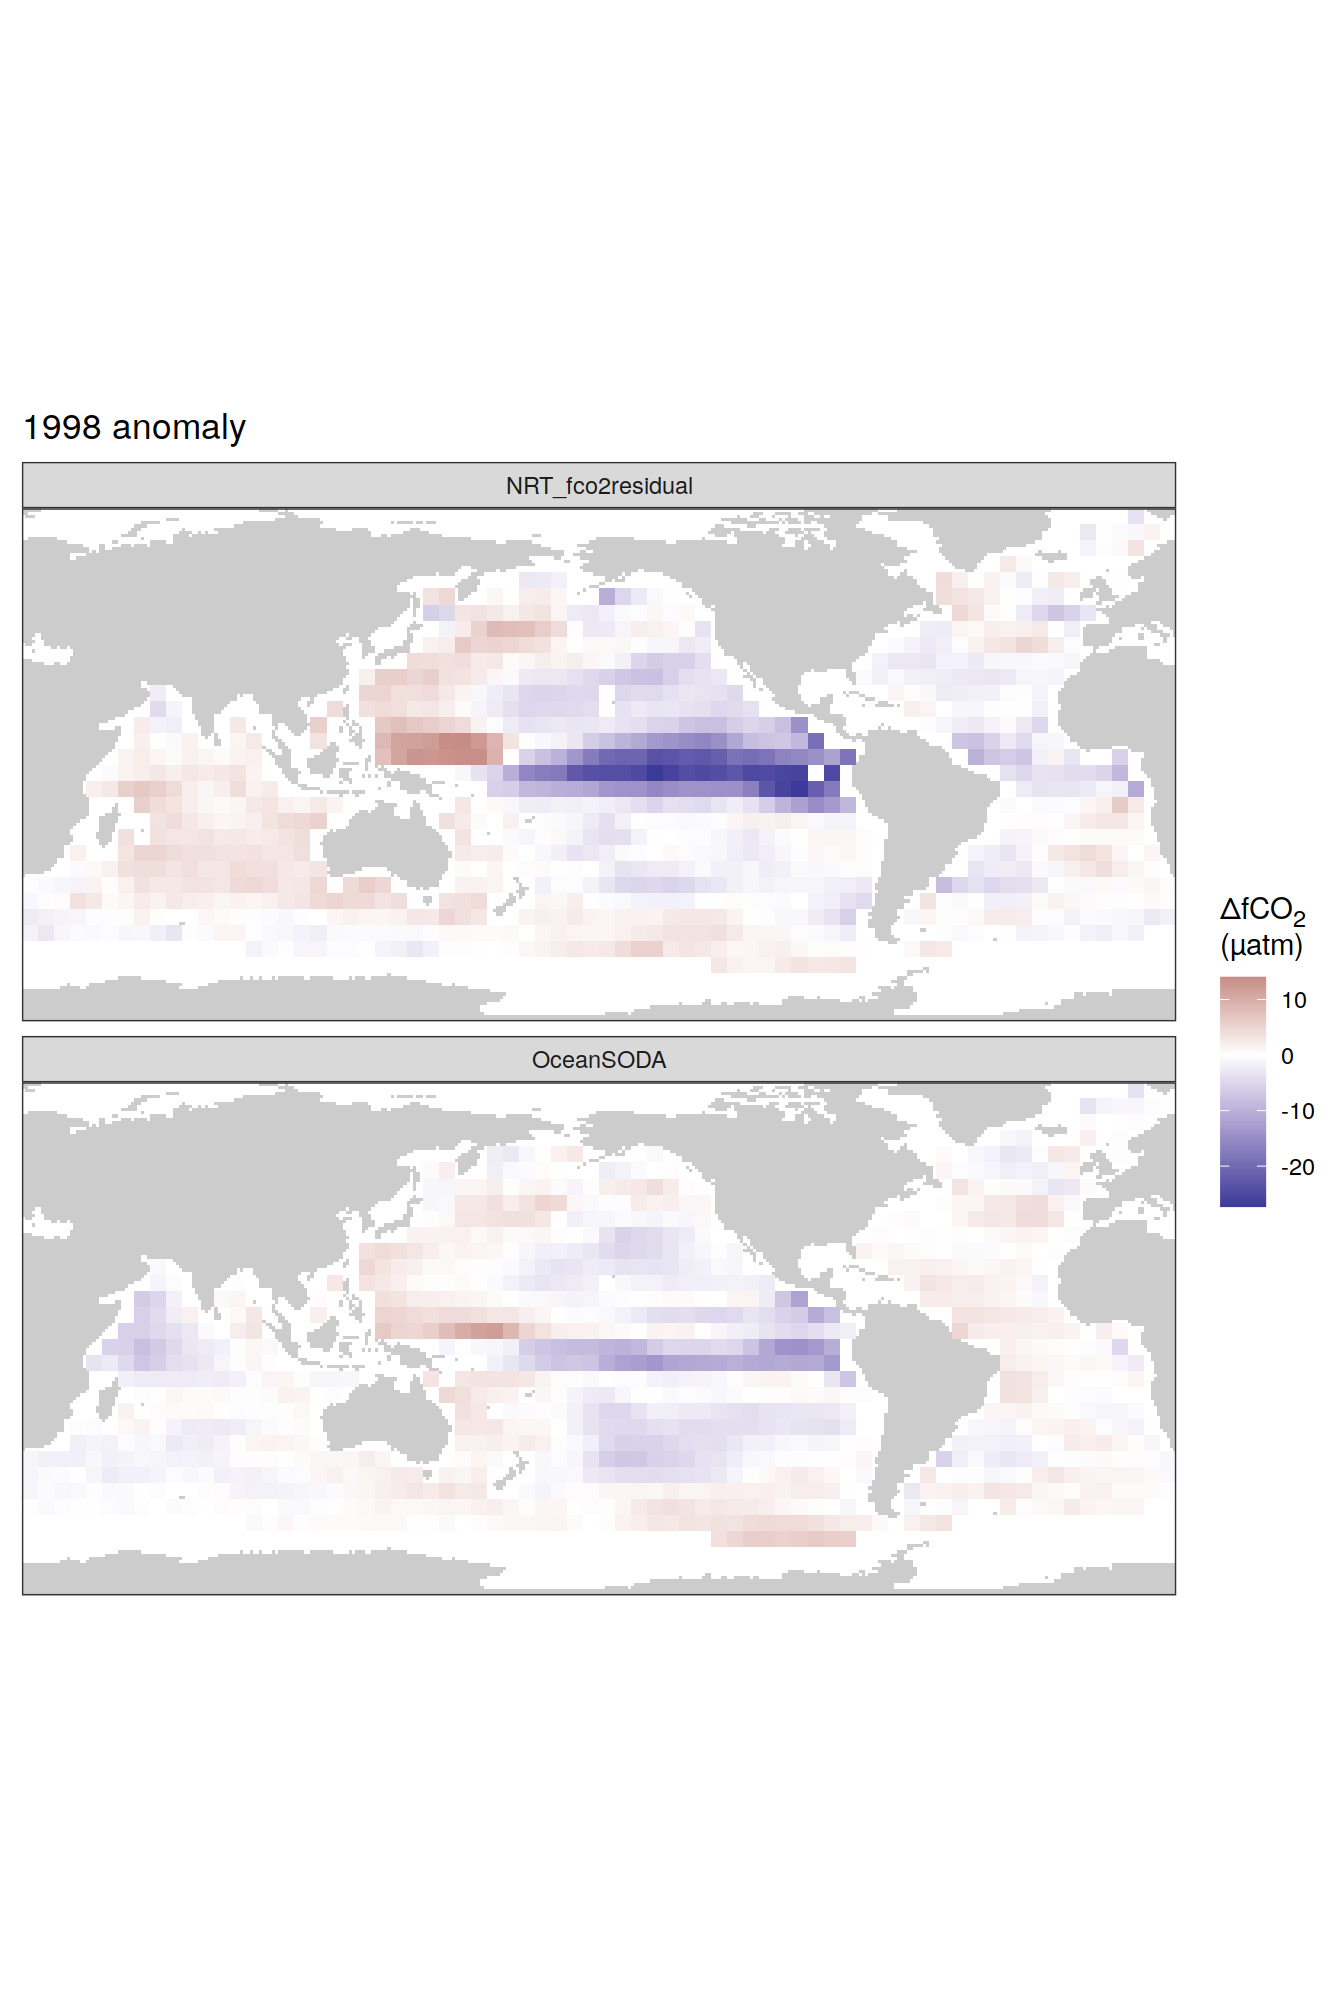 1998 anomaly
NRT_fco2residual
OceanSODA
ΔfCO₂
(µatm)
10
0
-10
-20